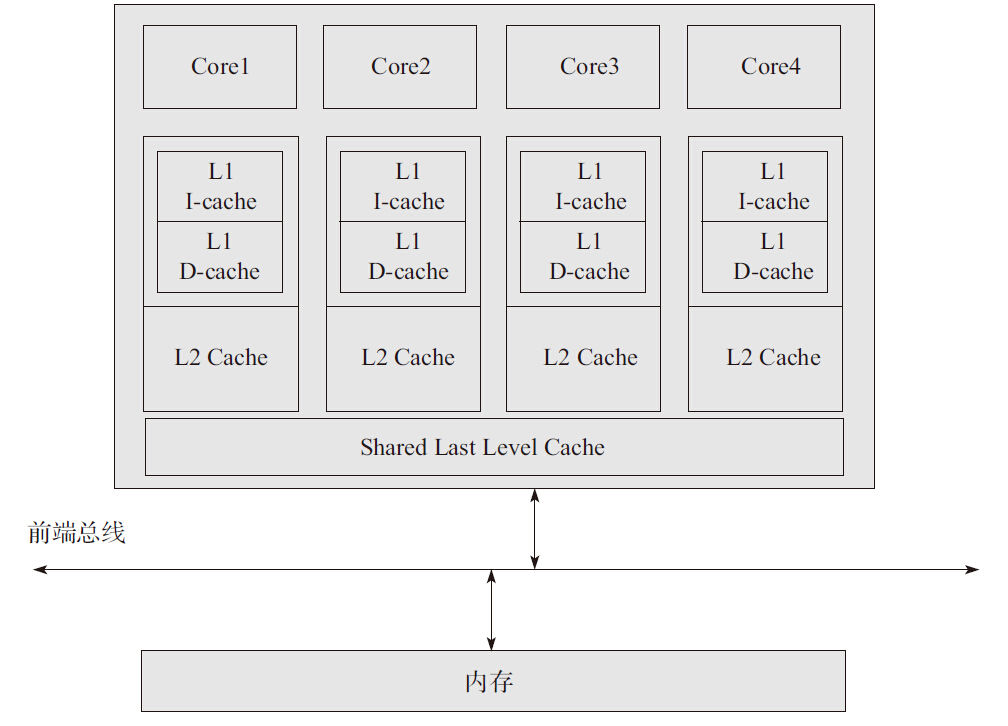 Core1
Core2
Core3
Core4
L1
I-cache
L1
I-cache
L1
I-cache
L1
I-cache
L1
D-cache
L1
D-cache
L1
D-cache
L1
D-cache
L2 Cache
L2 Cache
L2 Cache
L2 Cache
Shared Last Level Cache
前端总线
内存